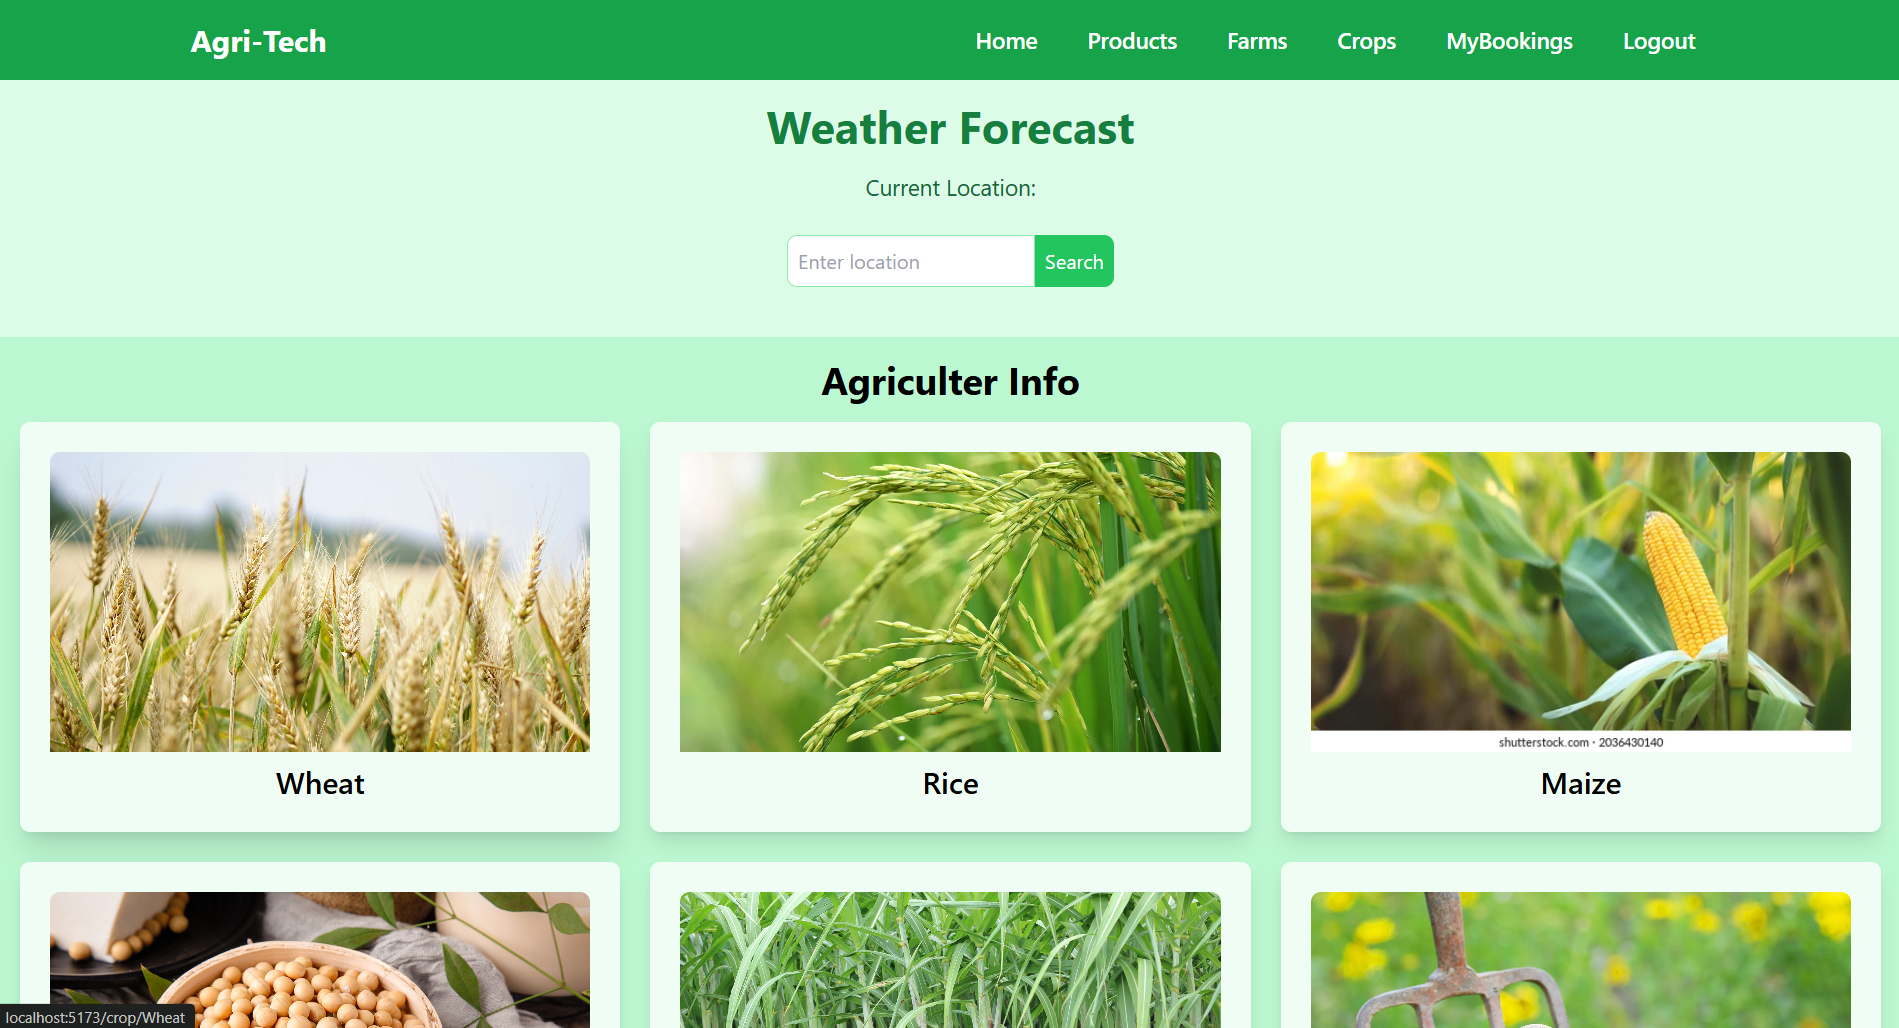 Agri-Tech
Home Products Farms Crops MyBookings Logout
Weather Forecast
Current Location:
Enter location Search
Agriculter Info
shutterstock.com · 2036430140
Wheat Rice Maize
localhost:5173/crop/Wheat